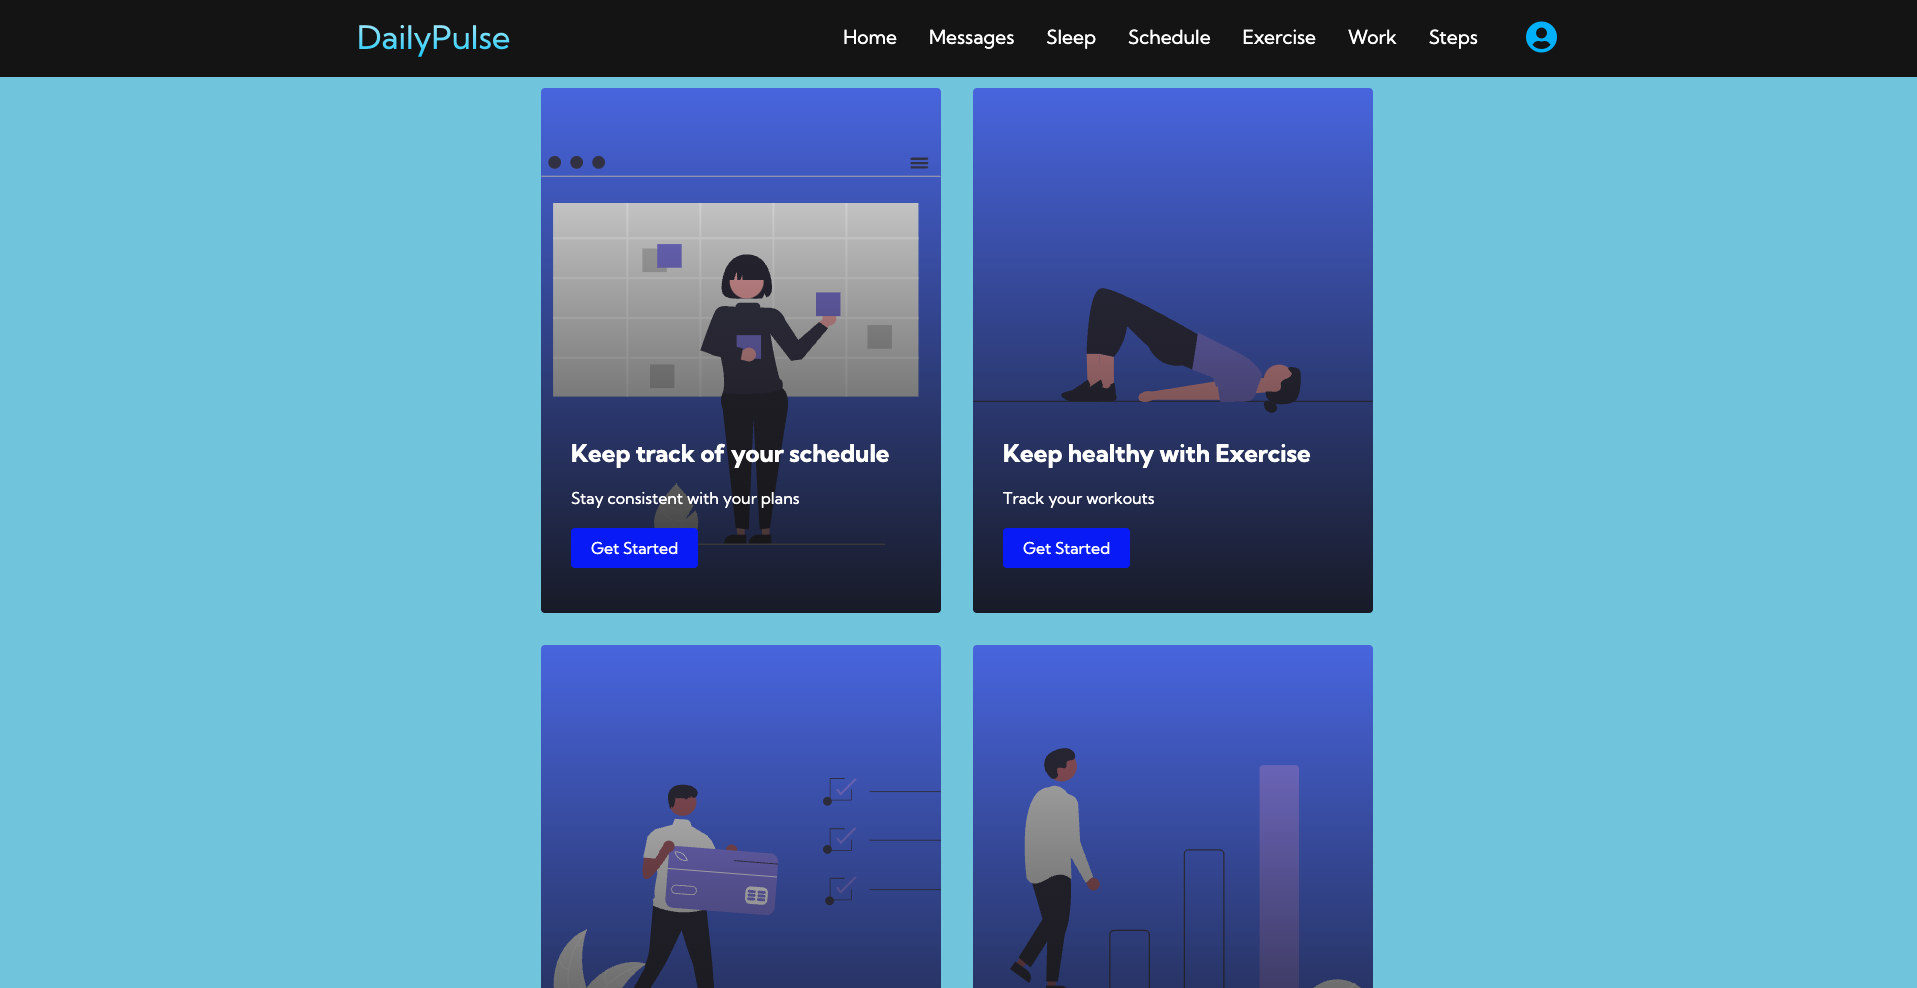 DailyPulse
Home Messages Sleep Schedule Exercise Work Steps
Keep track of your schedule
Stay consistent with your plans
Get Started
Keep healthy with Exercise
Track your workouts
Get Started